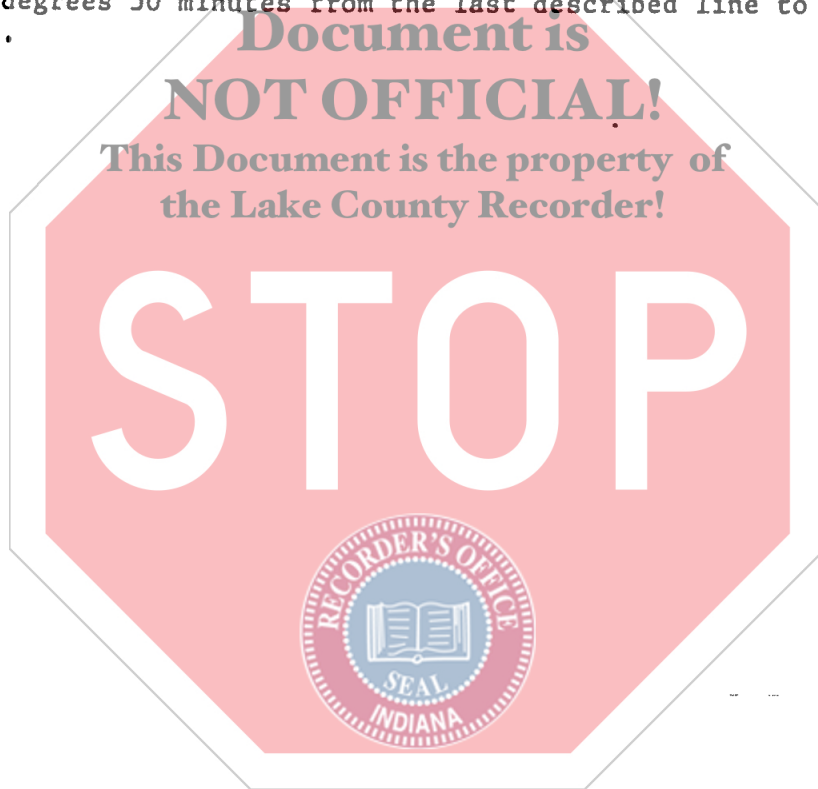 degrees 50 minutes from the last described line to
.
Document is
NOT OFFICIAL!
This Document is the property of
the Lake County Recorder!
STOP
RECORDER'S OFFICE
SEAL
INDIANA